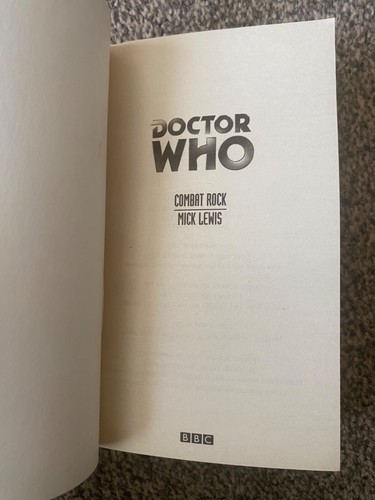 DOCTOR
WHO
COMBAT ROCK
MICK LEWIS
BBC